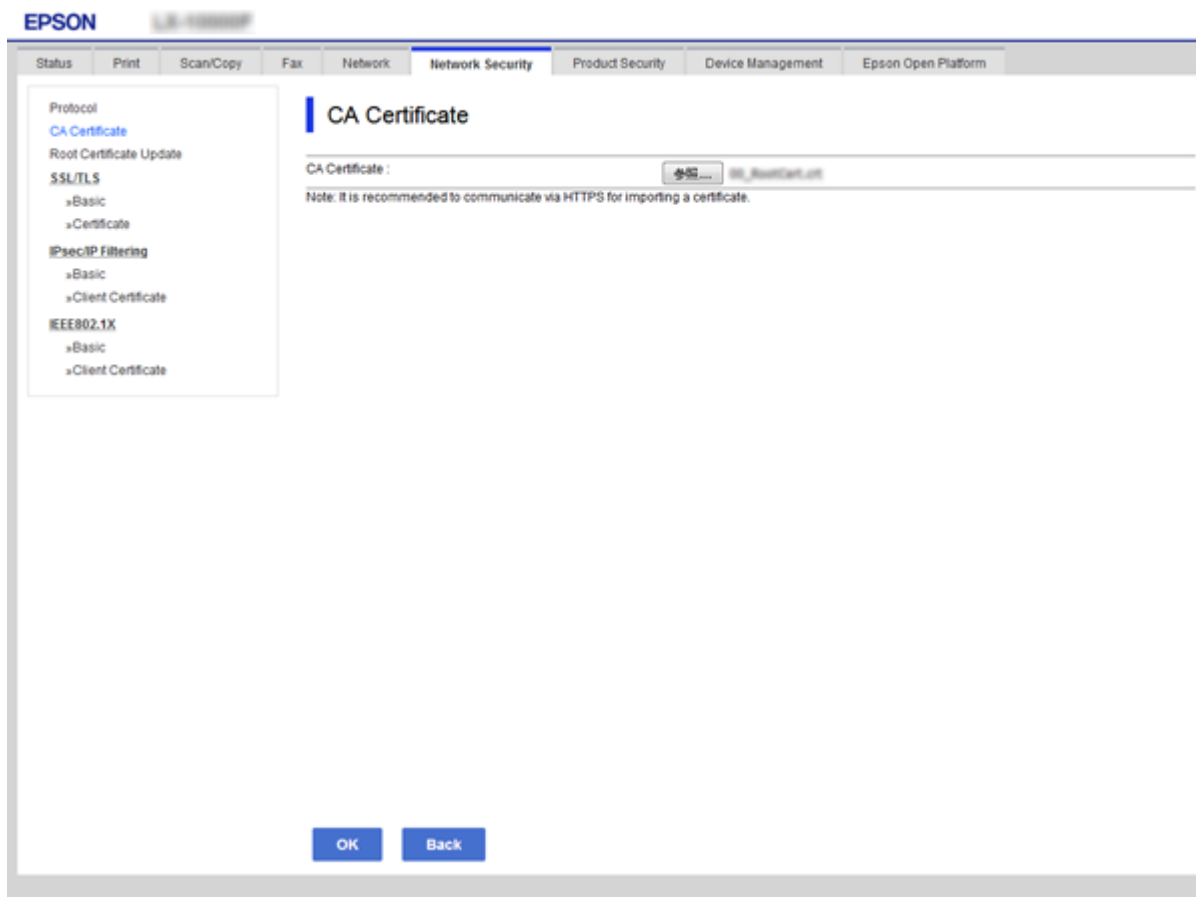 EPSON
Status Print Scan/Copy Fax Network Network Security Product Security Device Management Epson Open Platform
Protocol
CA Certificate
Root Certificate Update
SSL/TLS
»Basic
»Certificate
IPsec/IP Filtering
»Basic
»Client Certificate
IEEE802.1X
»Basic
»Client Certificate
CA Certificate
CA Certificate : 参照...
Note: It is recommended to communicate via HTTPS for importing a certificate.
OK Back